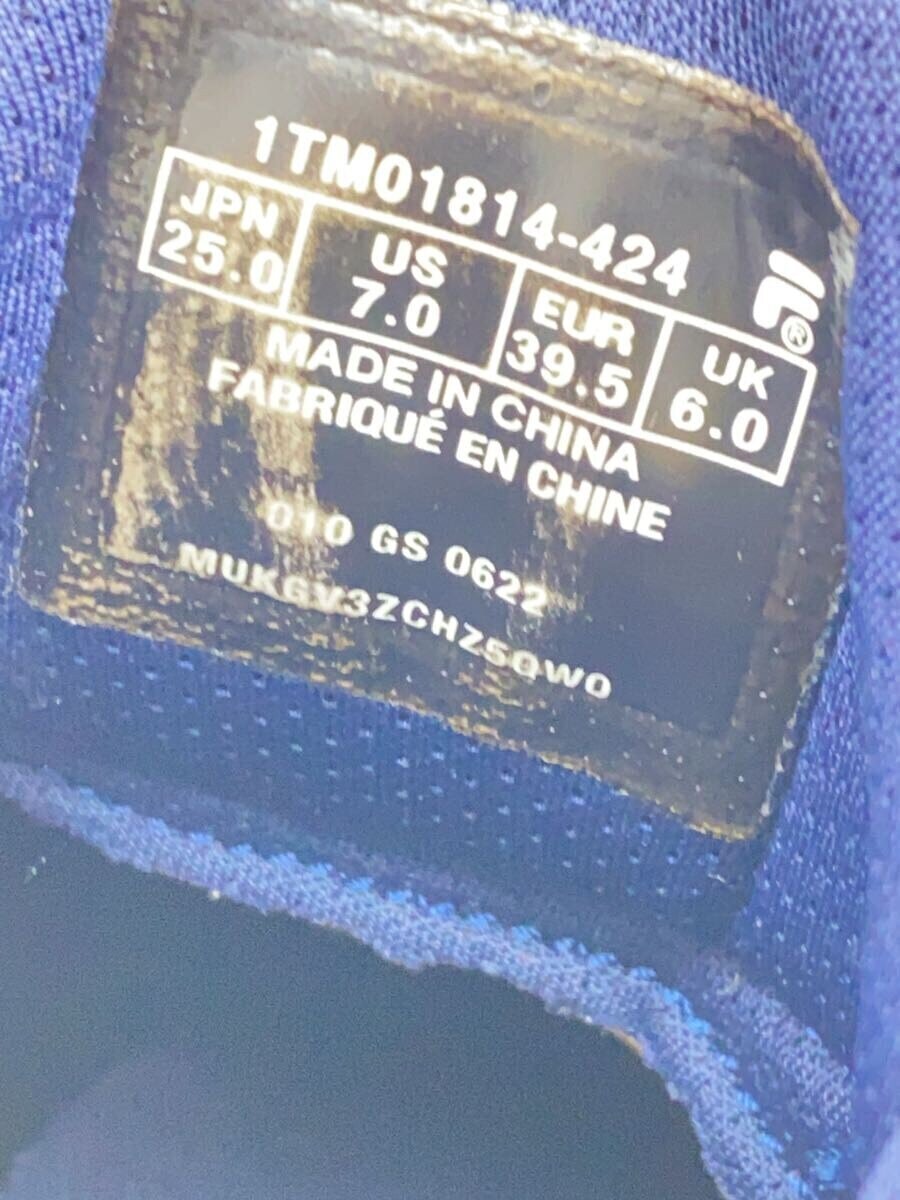 1TM01814-424
JPN US EUR UK
25.0 7.0 39.5 6.0
MADE IN CHINA
FABRIQUÉ EN CHINE
010 GS 0622
MUKGV3ZCHZ5QW0
®